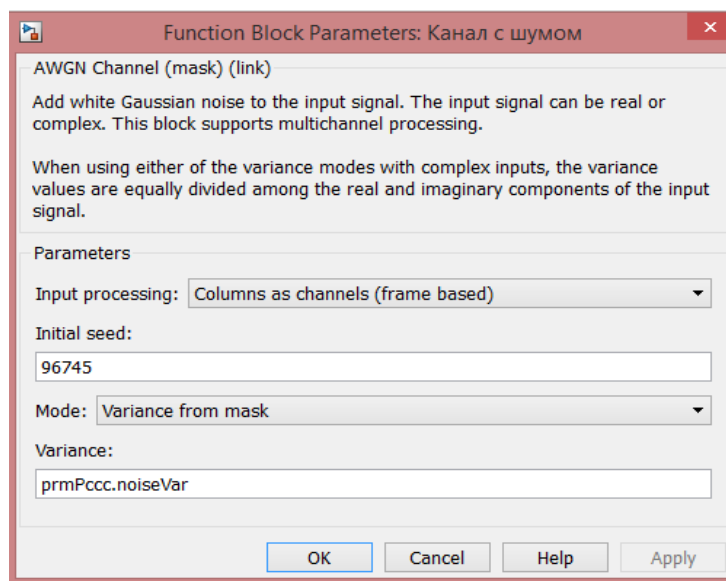 Function Block Parameters: Канал с шумом
AWGN Channel (mask) (link)
Add white Gaussian noise to the input signal. The input signal can be real or
complex. This block supports multichannel processing.
When using either of the variance modes with complex inputs, the variance
values are equally divided among the real and imaginary components of the input
signal.
Parameters
Input processing: Columns as channels (frame based)
Initial seed:
96745
Mode: Variance from mask
Variance:
prmPccc.noiseVar
OK Cancel Help Apply